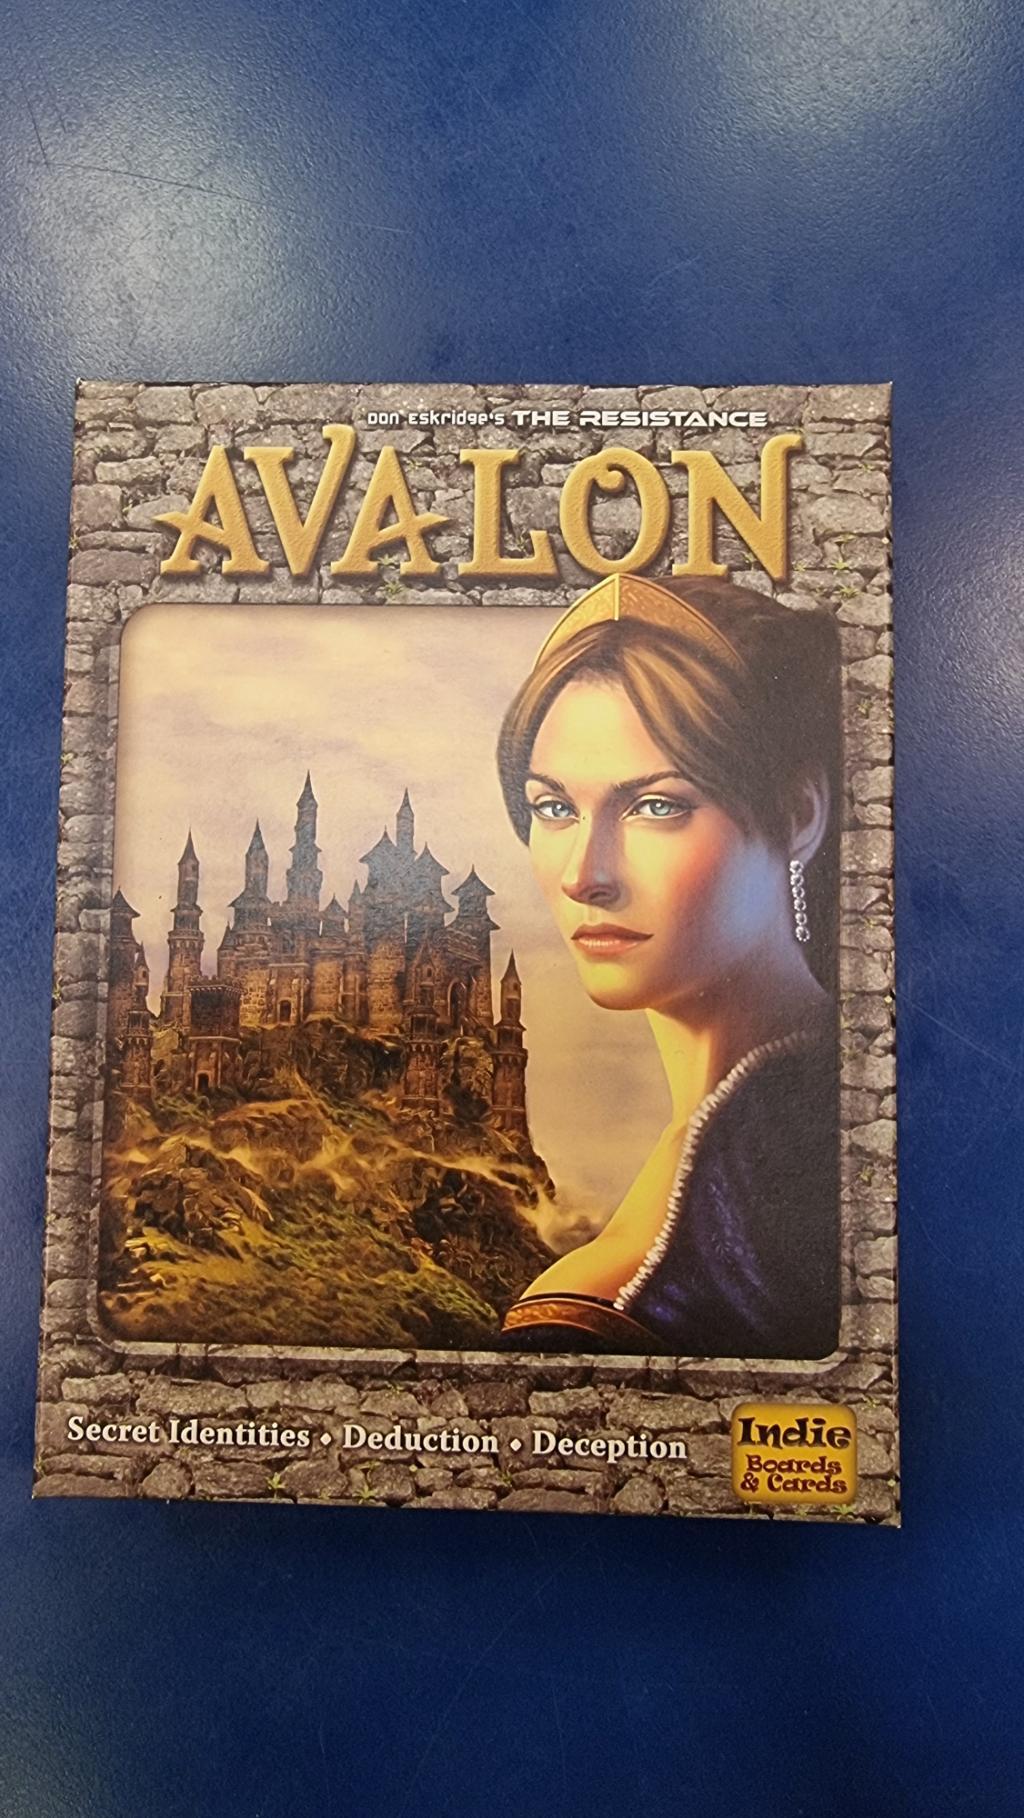 Don Eskridge's THE RESISTANCE
AVALON
Secret Identities • Deduction • Deception
Indie
Boards
& Cards